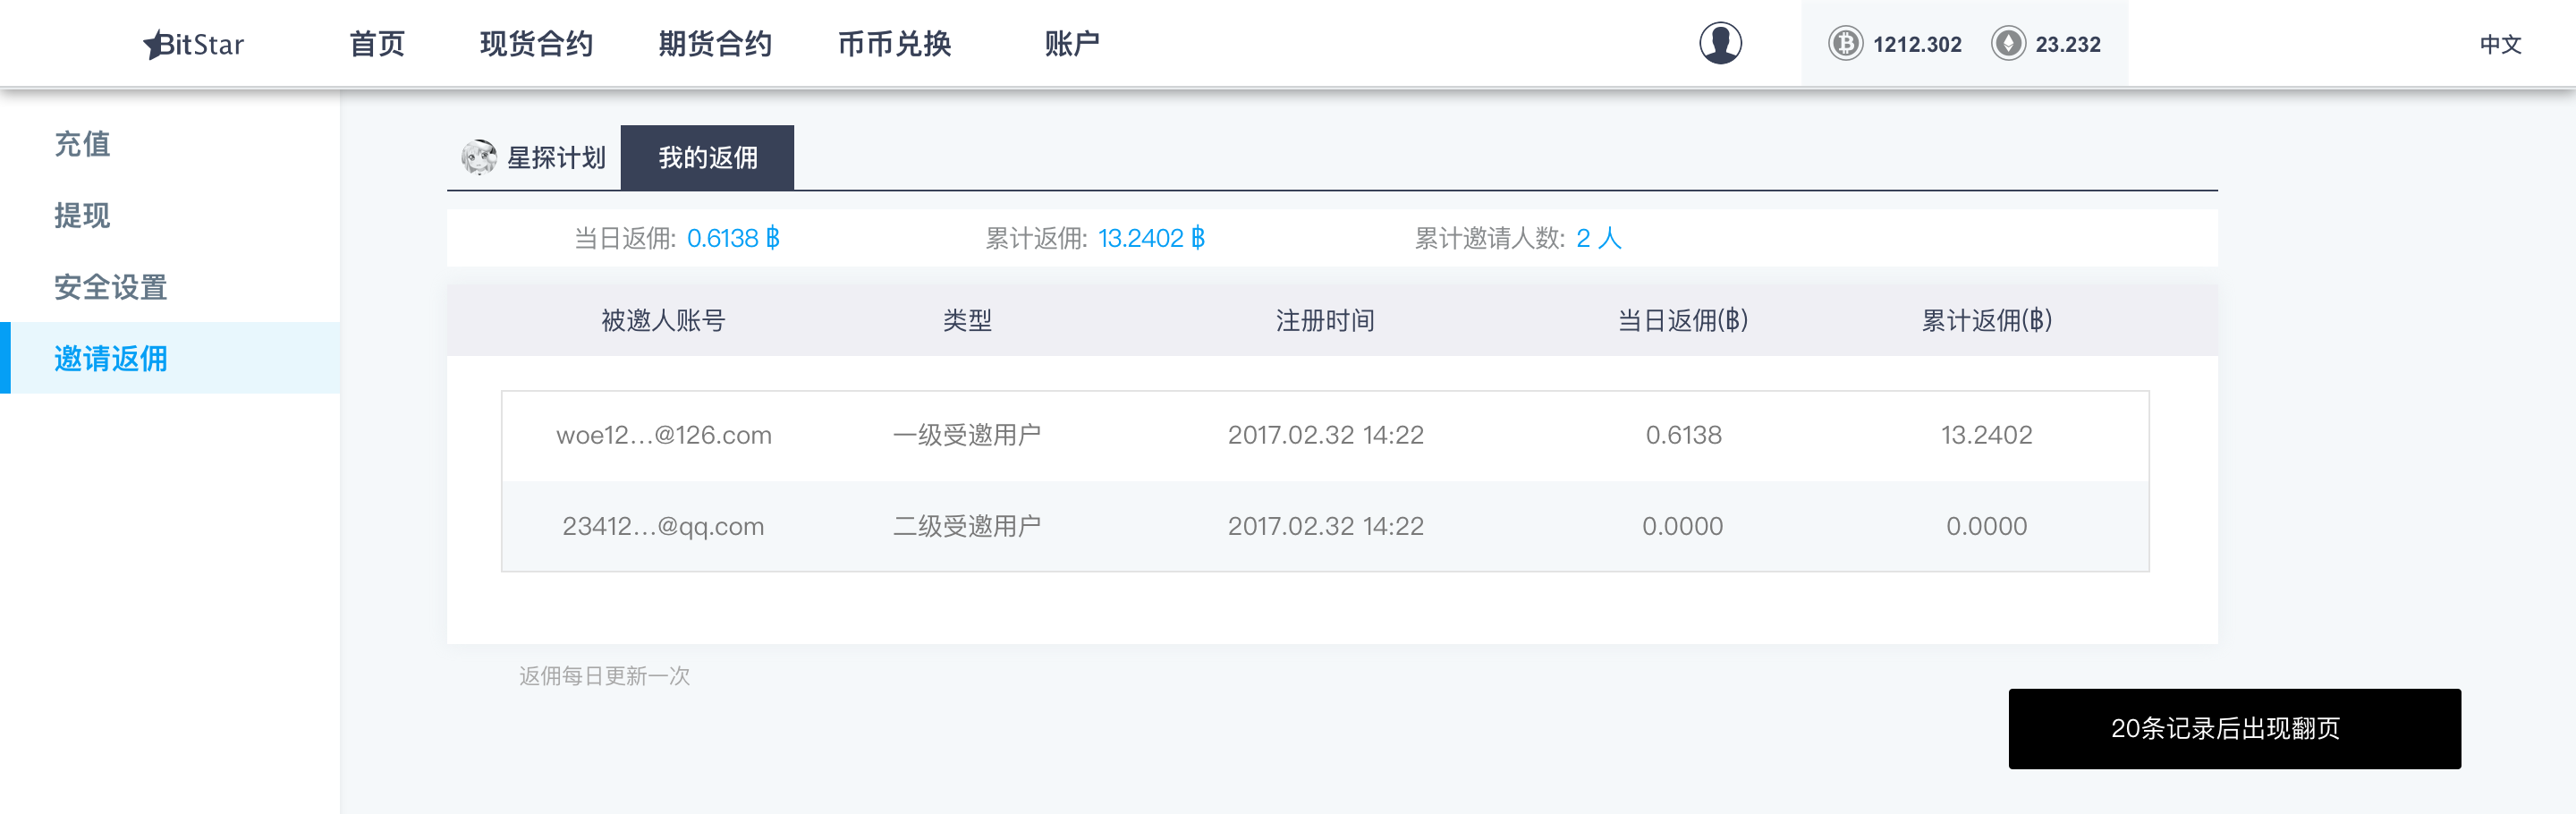 BitStar 首页 现货合约 期货合约 币币兑换 账户 1212.302 23.232 中文
充值
提现
安全设置
邀请返佣
星探计划 我的返佣
当日返佣: 0.6138 ฿ 累计返佣: 13.2402 ฿ 累计邀请人数: 2 人
被邀人账号 类型 注册时间 当日返佣(฿) 累计返佣(฿)
woe12...@126.com 一级受邀用户 2017.02.32 14:22 0.6138 13.2402
23412...@qq.com 二级受邀用户 2017.02.32 14:22 0.0000 0.0000
返佣每日更新一次
20条记录后出现翻页